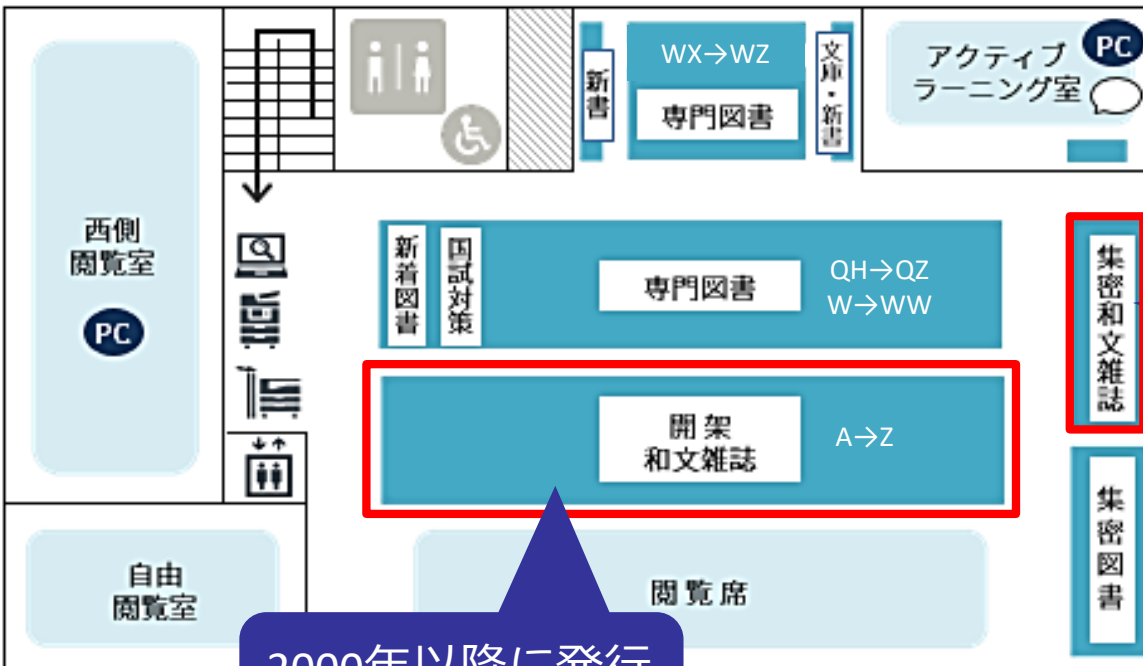 WX→WZ
新書
専門図書
文庫・新書
アクティブ
ラーニング室
PC
西側
閲覧室
PC
新着図書
国試対策
専門図書
QH→QZ
W→WW
集密和文雑誌
開架
和文雑誌
A→Z
集密図書
自由
閲覧室
閲覧席
2000年以降に発行